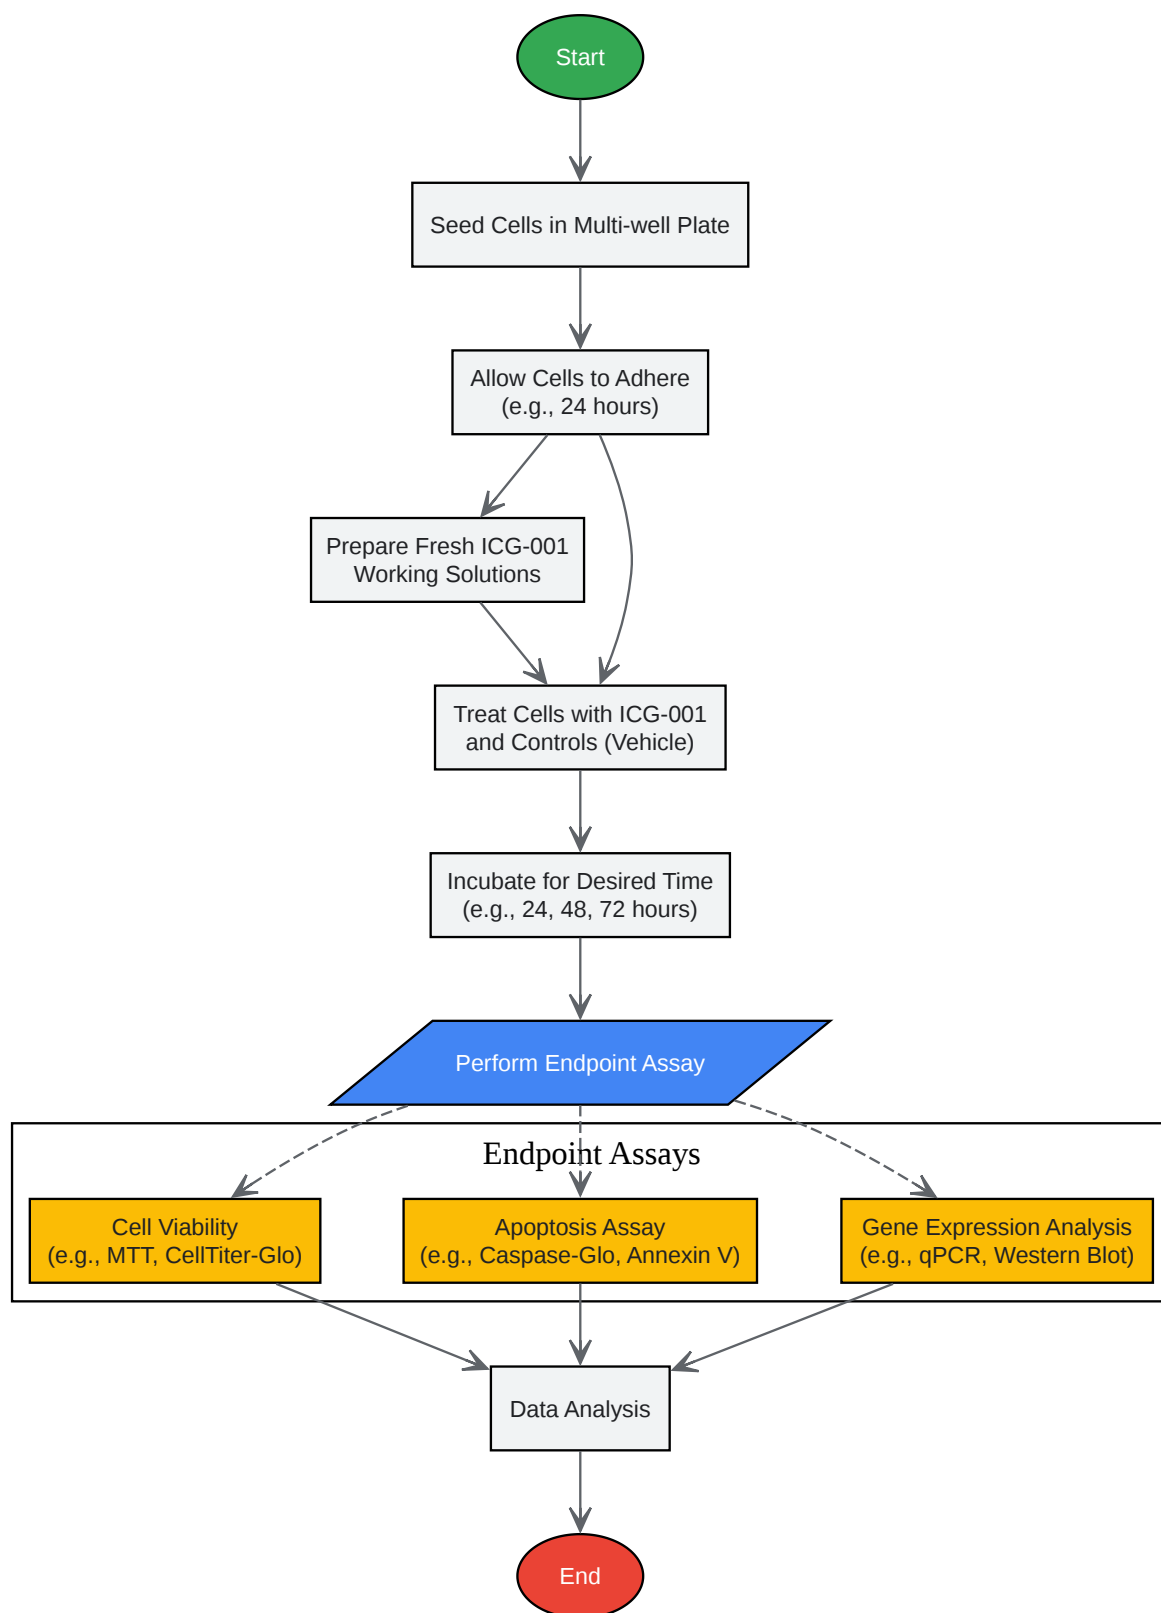 Start
Seed Cells in Multi-well Plate
Allow Cells to Adhere
(e.g., 24 hours)
Prepare Fresh ICG-001
Working Solutions
Treat Cells with ICG-001
and Controls (Vehicle)
Incubate for Desired Time
(e.g., 24, 48, 72 hours)
Perform Endpoint Assay
Endpoint Assays
Cell Viability
(e.g., MTT, CellTiter-Glo)
Apoptosis Assay
(e.g., Caspase-Glo, Annexin V)
Gene Expression Analysis
(e.g., qPCR, Western Blot)
Data Analysis
End